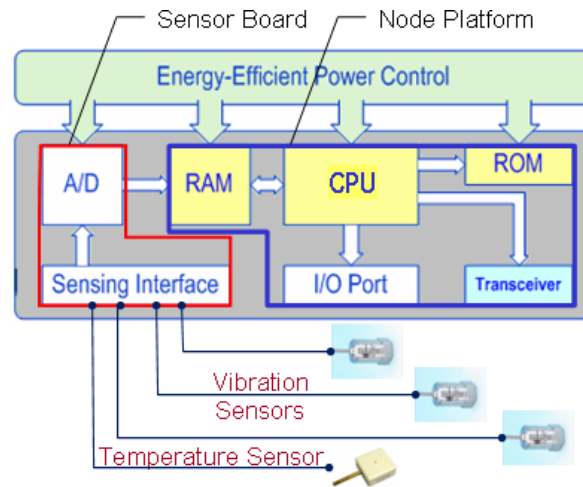 Sensor Board
Node Platform
Energy-Efficient Power Control
A/D
RAM
CPU
ROM
Sensing Interface
I/O Port
Transceiver
Vibration
Sensors
Temperature Sensor